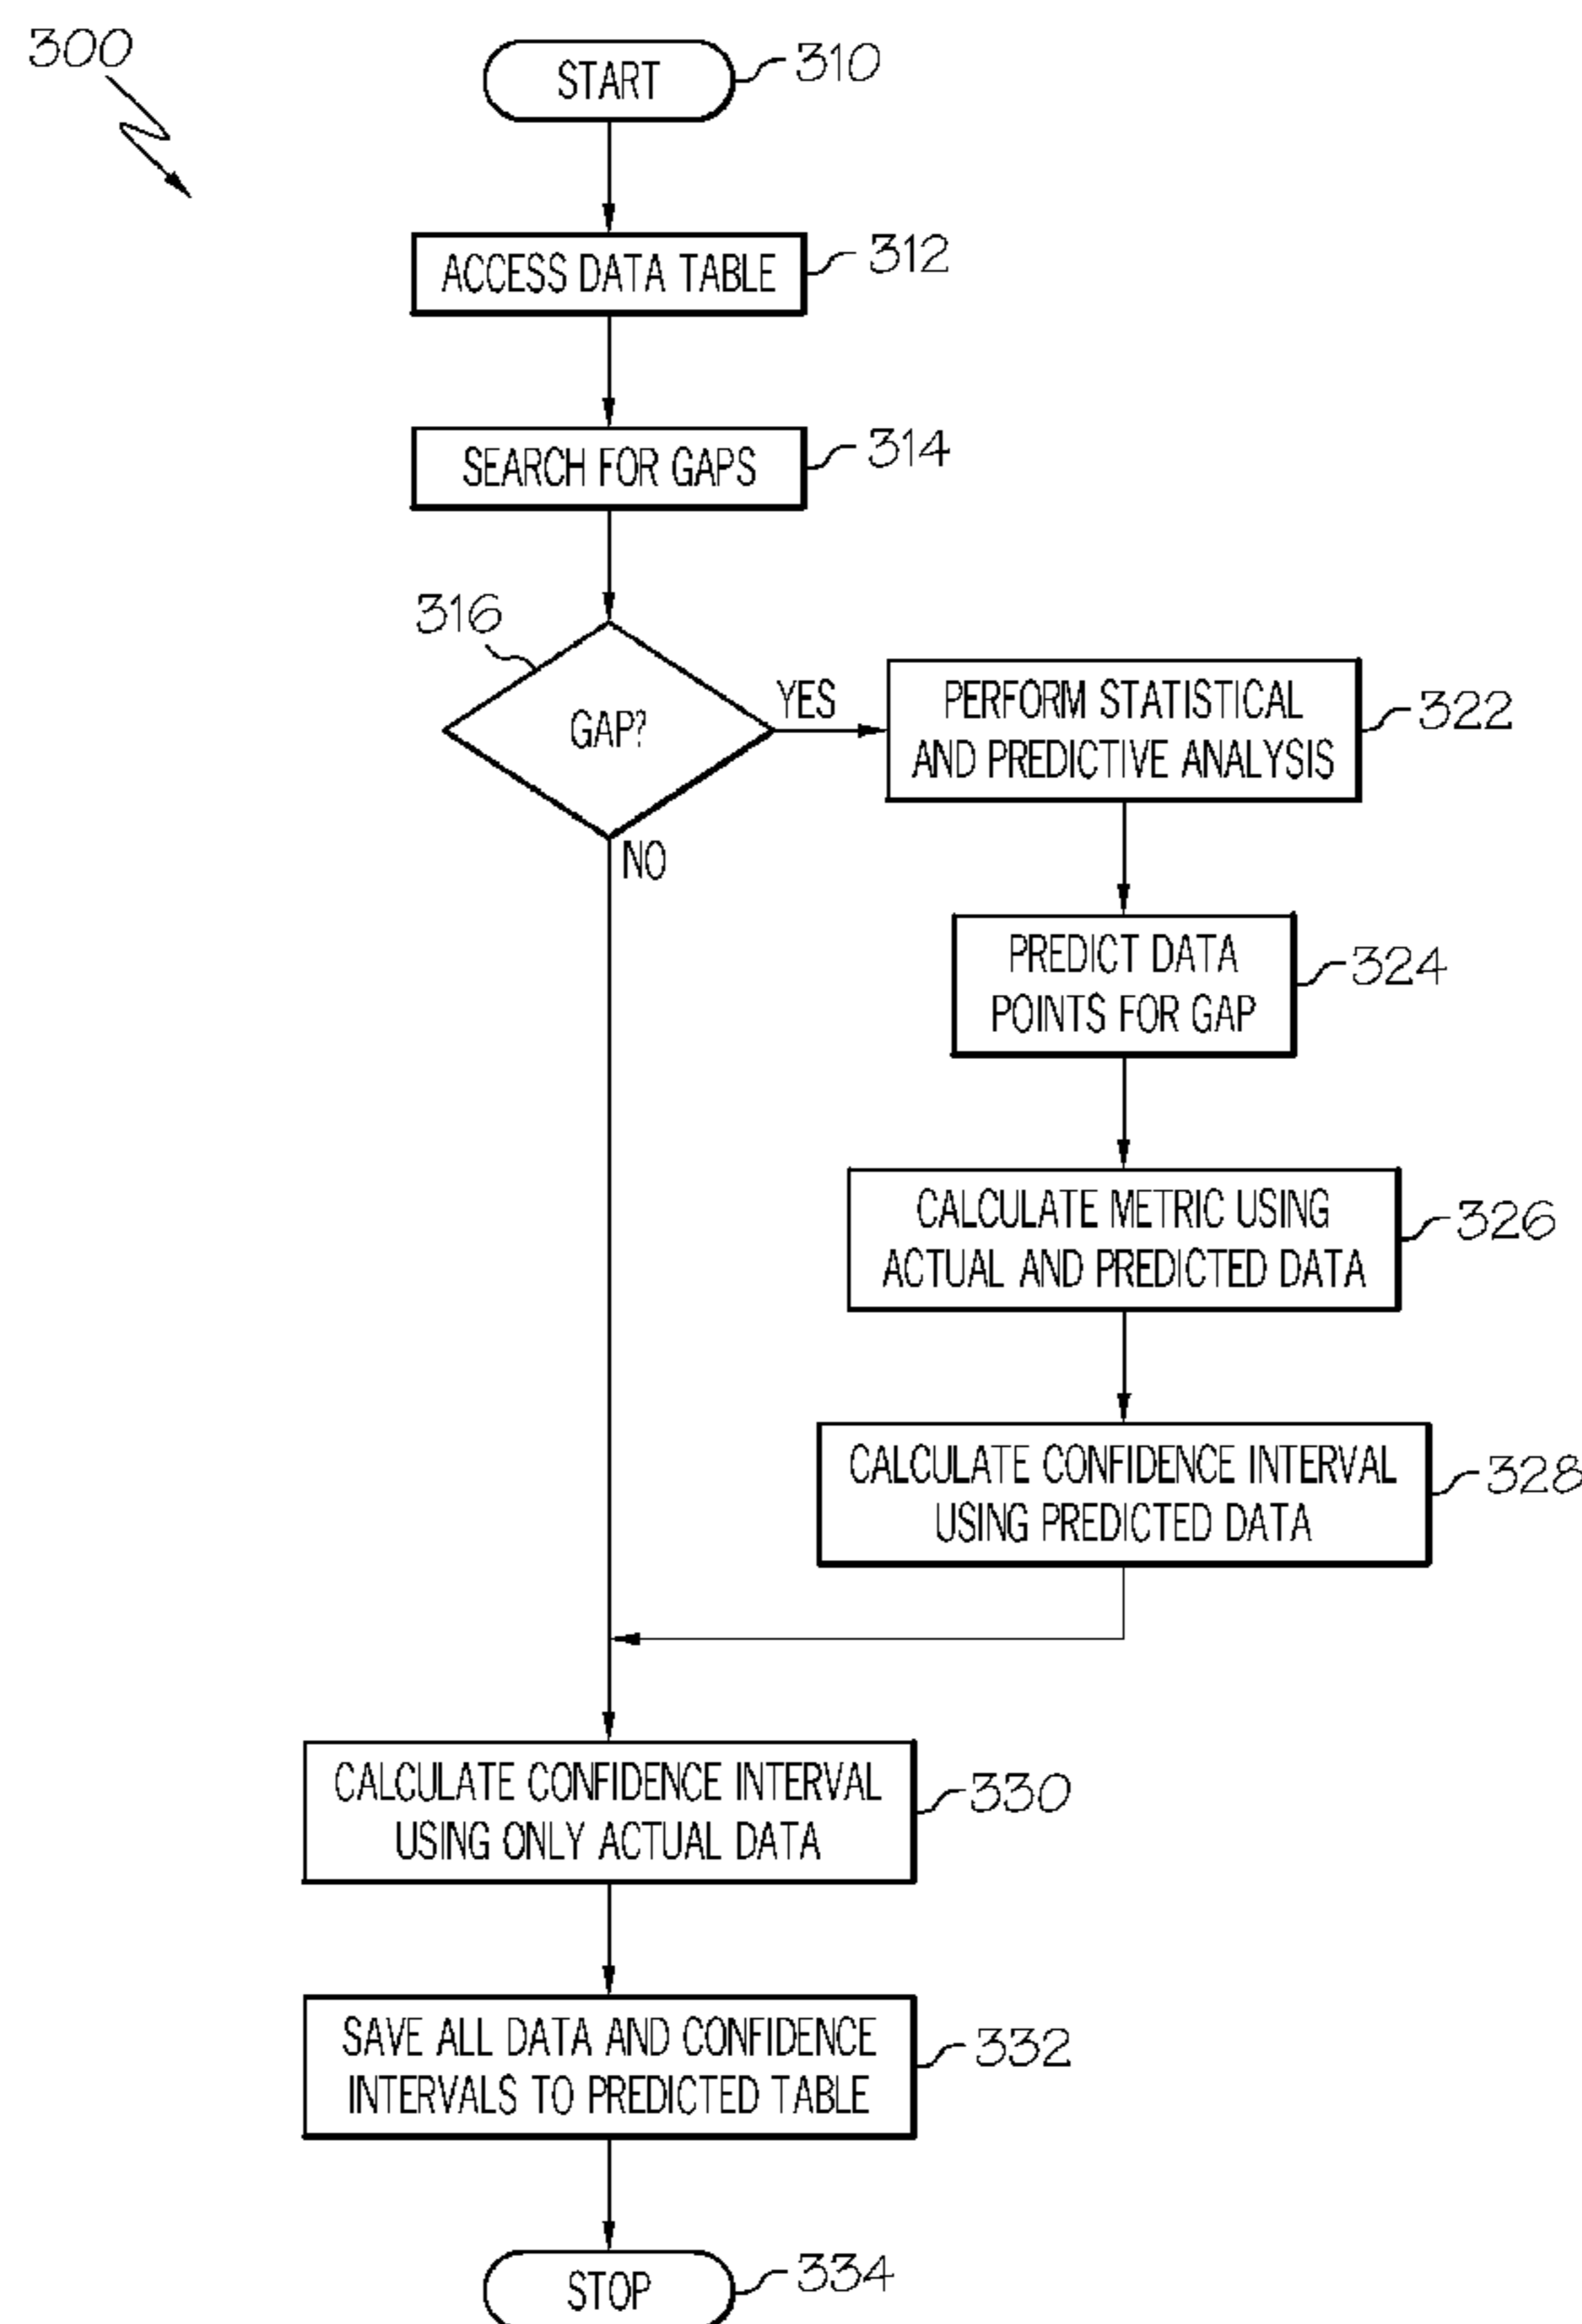 300
START
310
ACCESS DATA TABLE
312
SEARCH FOR GAPS
314
316
GAP?
YES
NO
PERFORM STATISTICAL
AND PREDICTIVE ANALYSIS
322
PREDICT DATA
POINTS FOR GAP
324
CALCULATE METRIC USING
ACTUAL AND PREDICTED DATA
326
CALCULATE CONFIDENCE INTERVAL
USING PREDICTED DATA
328
CALCULATE CONFIDENCE INTERVAL
USING ONLY ACTUAL DATA
330
SAVE ALL DATA AND CONFIDENCE
INTERVALS TO PREDICTED TABLE
332
STOP
334